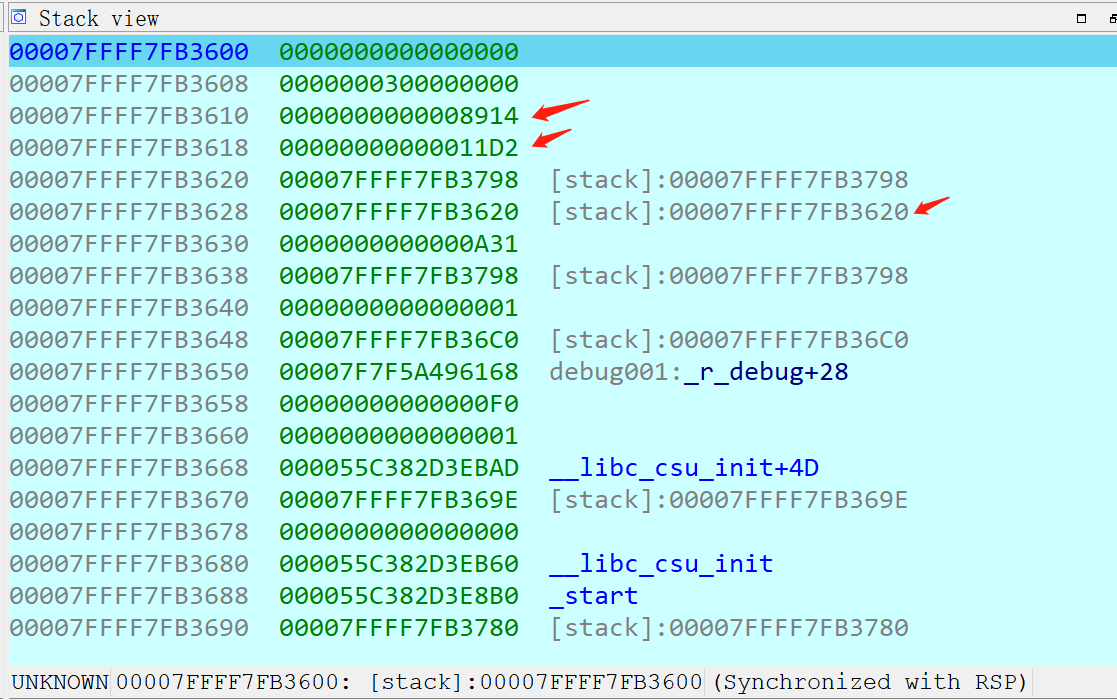 Stack view
00007FFFF7FB3600 0000000000000000
00007FFFF7FB3608 0000000300000000
00007FFFF7FB3610 0000000000008914
00007FFFF7FB3618 00000000000011D2
00007FFFF7FB3620 00007FFFF7FB3798 [stack]:00007FFFF7FB3798
00007FFFF7FB3628 00007FFFF7FB3620 [stack]:00007FFFF7FB3620
00007FFFF7FB3630 0000000000000A31
00007FFFF7FB3638 00007FFFF7FB3798 [stack]:00007FFFF7FB3798
00007FFFF7FB3640 0000000000000001
00007FFFF7FB3648 00007FFFF7FB36C0 [stack]:00007FFFF7FB36C0
00007FFFF7FB3650 00007F7F5A496168 debug001:_r_debug+28
00007FFFF7FB3658 00000000000000F0
00007FFFF7FB3660 0000000000000001
00007FFFF7FB3668 000055C382D3EBAD __libc_csu_init+4D
00007FFFF7FB3670 00007FFFF7FB369E [stack]:00007FFFF7FB369E
00007FFFF7FB3678 0000000000000000
00007FFFF7FB3680 000055C382D3EB60 __libc_csu_init
00007FFFF7FB3688 000055C382D3E8B0 _start
00007FFFF7FB3690 00007FFFF7FB3780 [stack]:00007FFFF7FB3780
UNKNOWN 00007FFFF7FB3600: [stack]:00007FFFF7FB3600 (Synchronized with RSP)